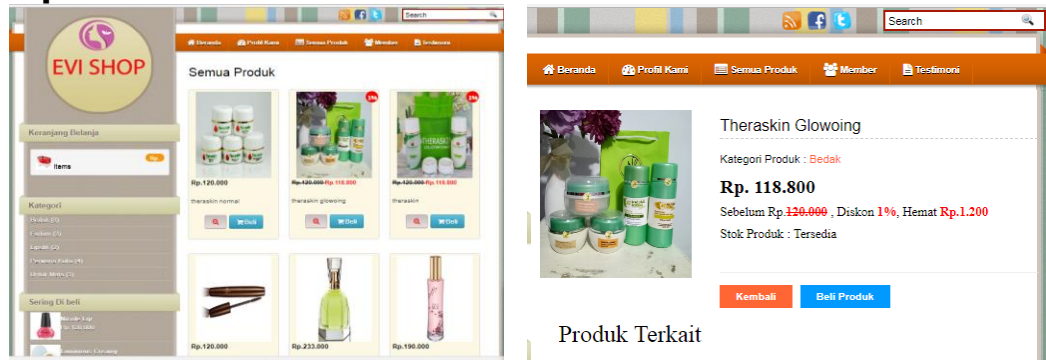 Search
EVI SHOP
Beranda
Profil Kami
Semua Produk
Member
Testimoni
Semua Produk
Keranjang Belanja
Items
Rp.
Kategori
Sering Di beli
1%
1%
Rp.120.000
Rp.120.000 Rp.118.800
Rp.120.000 Rp.118.800
theraskin normal
theraskin glowoing
theraskin
Beli
Beli
Beli
Rp.120.000
Rp.233.000
Rp.190.000
Search
Beranda
Profil Kami
Semua Produk
Member
Testimoni
Theraskin Glowoing
Kategori Produk : Bedak
Rp. 118.800
Sebelum Rp.120.000 , Diskon 1%, Hemat Rp.1.200
Stok Produk : Tersedia
Kembali
Beli Produk
Produk Terkait